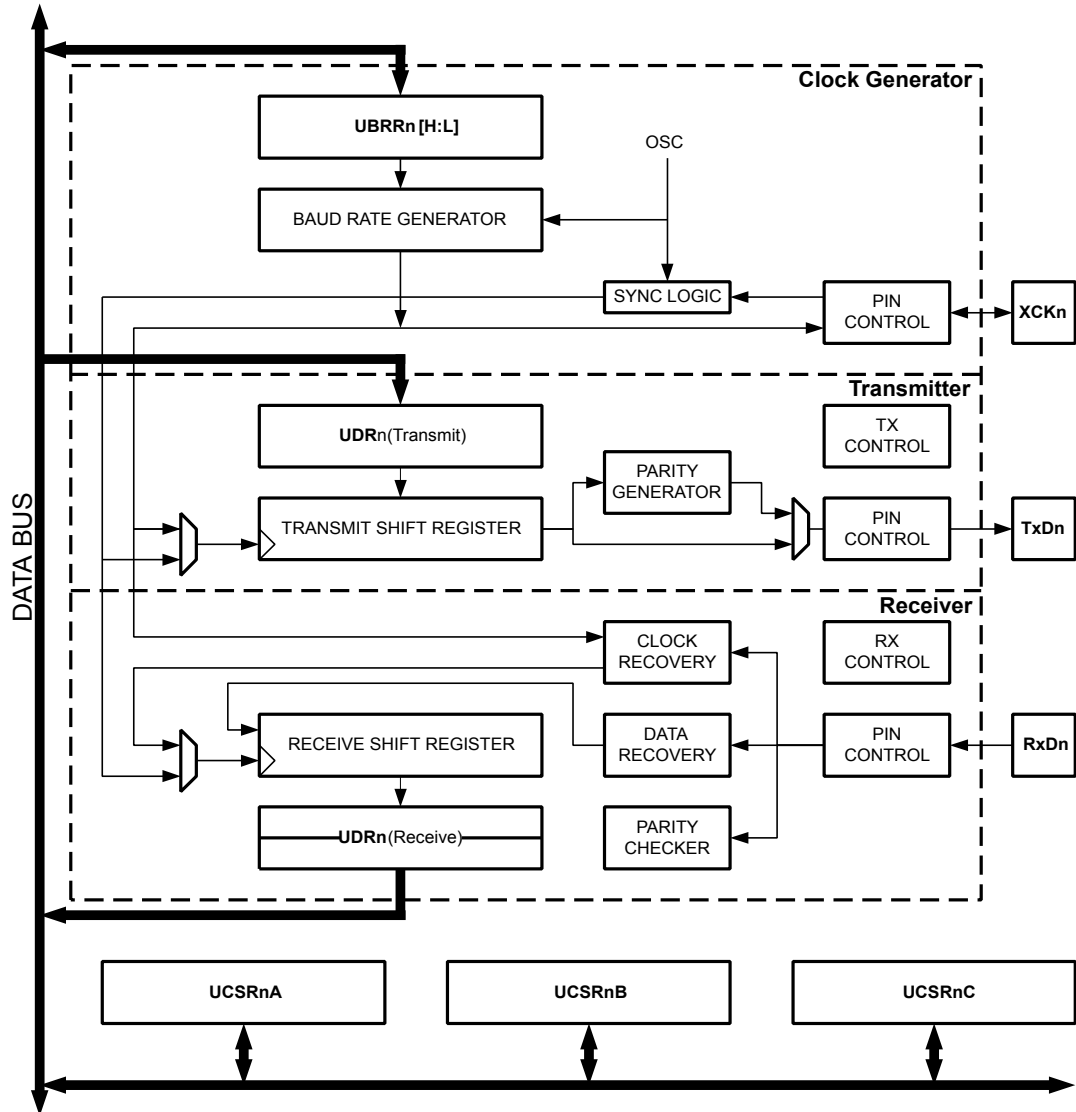 Clock Generator
UBRRn [H:L]
OSC
BAUD RATE GENERATOR
SYNC LOGIC
PIN
CONTROL
XCKn
Transmitter
UDRn(Transmit)
TX
CONTROL
PARITY
GENERATOR
TRANSMIT SHIFT REGISTER
PIN
CONTROL
TxDn
DATA BUS
Receiver
CLOCK
RECOVERY
RX
CONTROL
RECEIVE SHIFT REGISTER
DATA
RECOVERY
PIN
CONTROL
RxDn
UDRn(Receive)
PARITY
CHECKER
UCSRnA
UCSRnB
UCSRnC